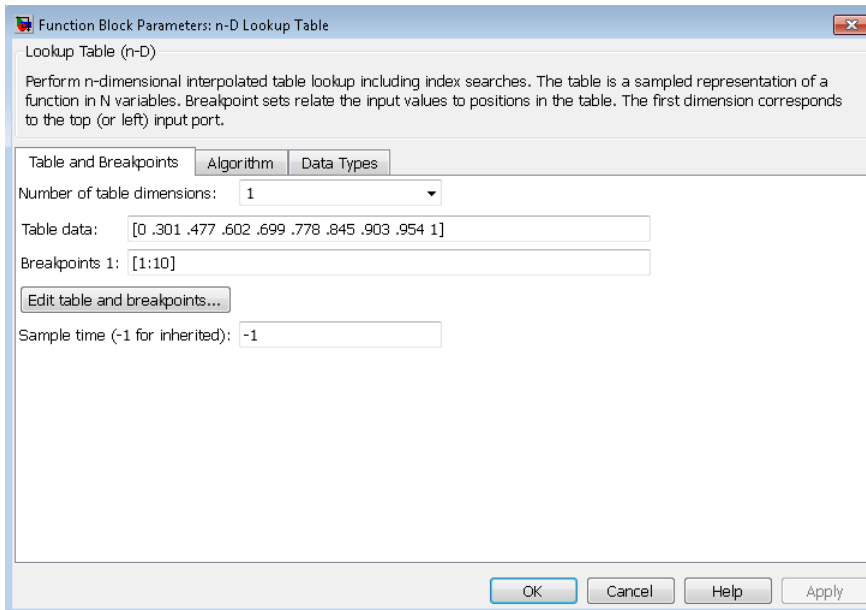 Function Block Parameters: n-D Lookup Table
Lookup Table (n-D)
Perform n-dimensional interpolated table lookup including index searches. The table is a sampled representation of a
function in N variables. Breakpoint sets relate the input values to positions in the table. The first dimension corresponds
to the top (or left) input port.
Table and Breakpoints Algorithm Data Types
Number of table dimensions: 1
Table data: [0 .301 .477 .602 .699 .778 .845 .903 .954 1]
Breakpoints 1: [1:10]
Edit table and breakpoints...
Sample time (-1 for inherited): -1
OK Cancel Help Apply